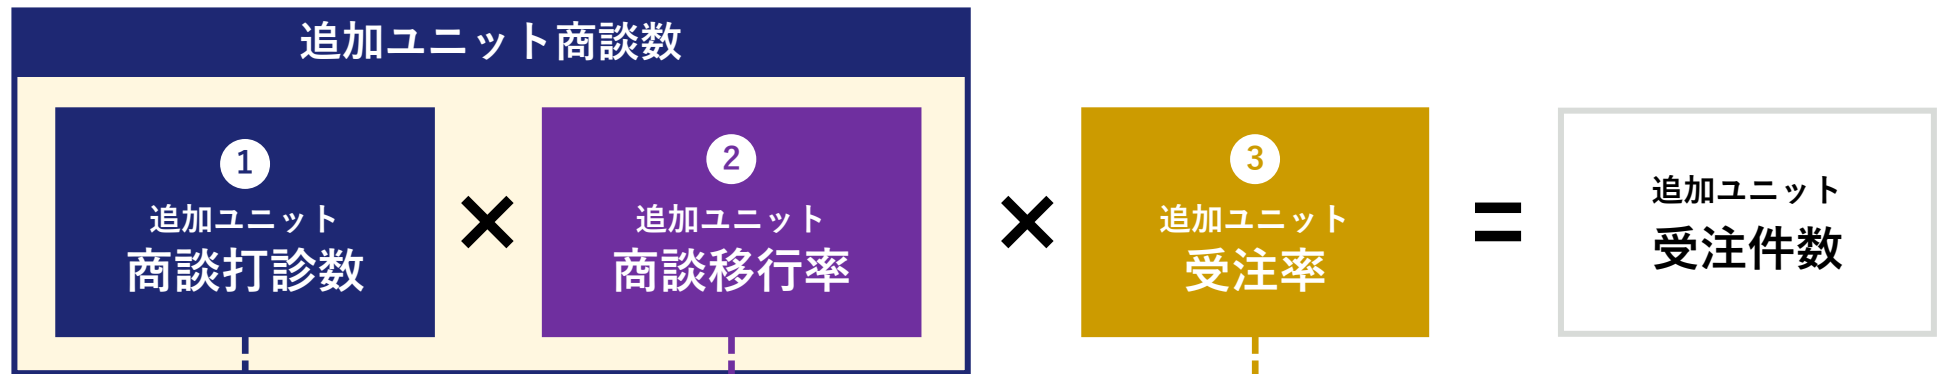 追加ユニット商談数
1
追加ユニット
商談打診数
×
2
追加ユニット
商談移行率
×
3
追加ユニット
受注率
=
追加ユニット
受注件数